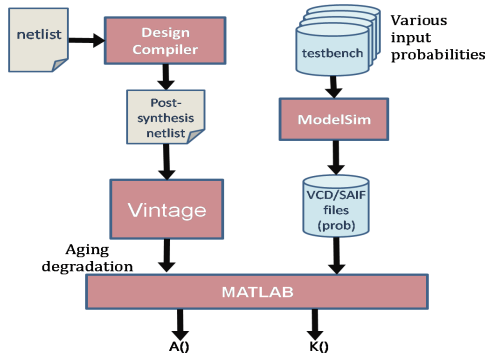 netlist
Design
Compiler
testbench
Various
input
probabilities
Post-
synthesis
netlist
ModelSim
Vintage
VCD/SAIF
files
(prob)
Aging
degradation
MATLAB
A()
K()